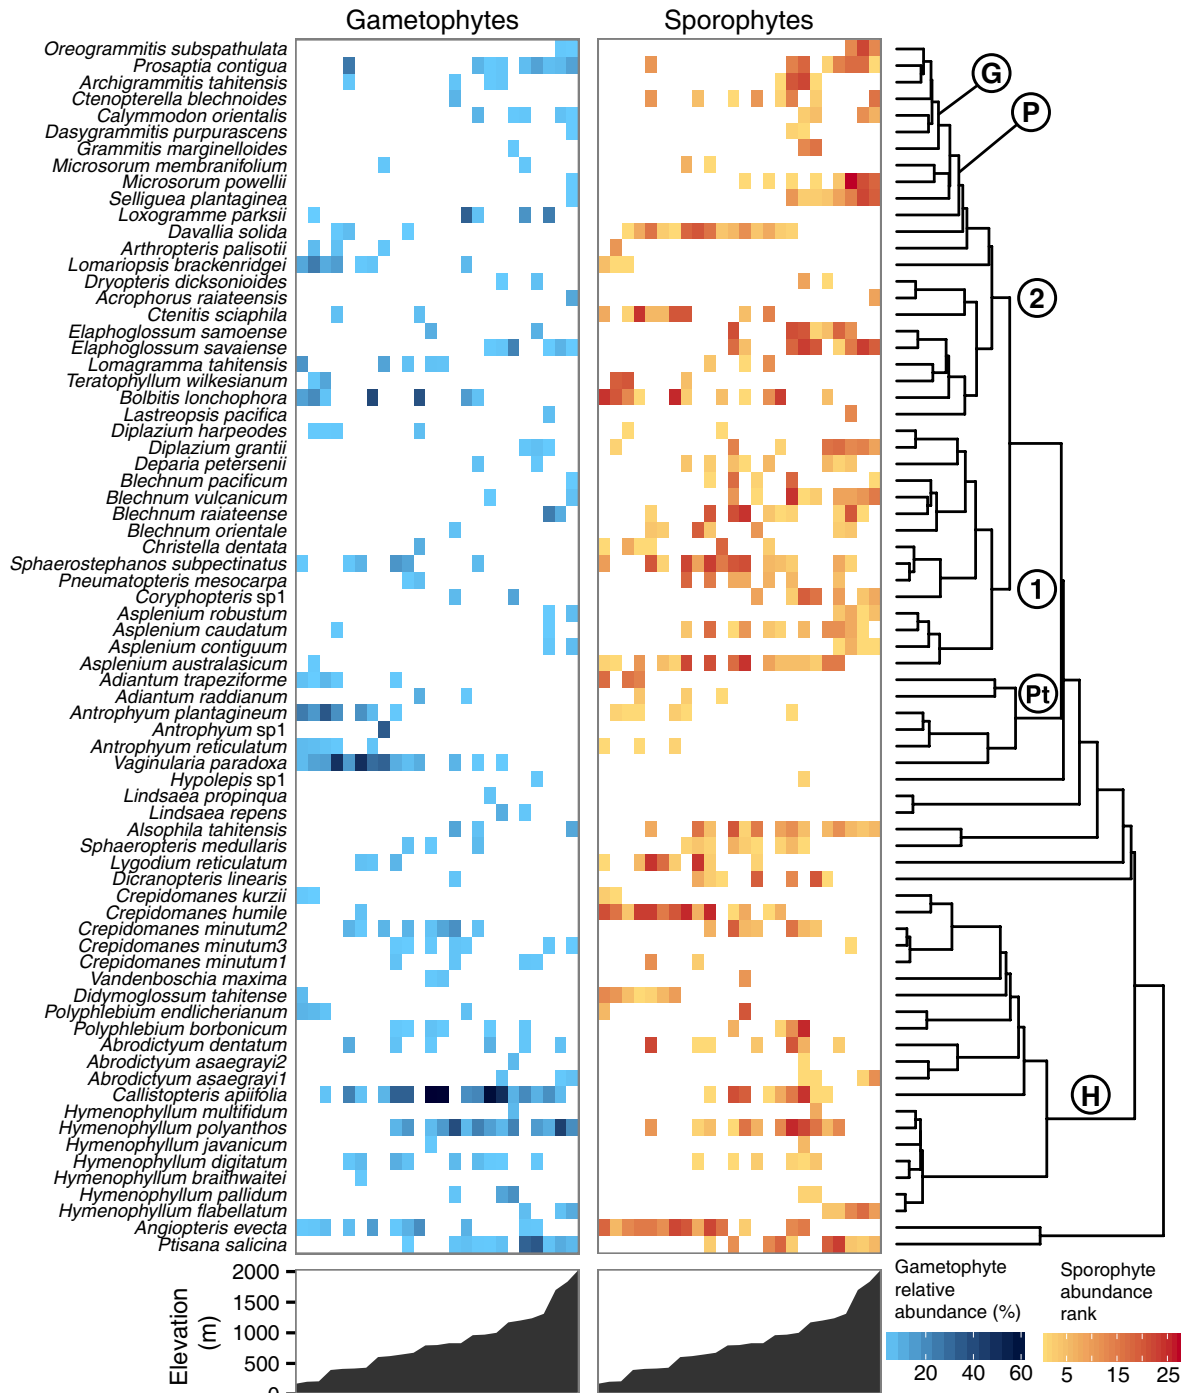 Gametophytes
Sporophytes
Oreogrammitis subspathulata
Prosaptia contigua
Archigrammitis tahitensis
Ctenopterella blechnoides
Calymmodon orientalis
Dasygrammitis purpurascens
Grammitis marginelloides
Microsorum membranifolium
Microsorum powellii
Selliguea plantaginea
Loxogramme parksii
Davallia solida
Arthropteris palisotii
Lomariopsis brackenridgei
Dryopteris dicksonioides
Acrophorus raiateensis
Ctenitis sciaphila
Elaphoglossum samoense
Elaphoglossum savaiense
Lomagramma tahitensis
Teratophyllum wilkesianum
Bolbitis lonchophora
Lastreopsis pacifica
Diplazium harpeodes
Diplazium grantii
Deparia petersenii
Blechnum pacificum
Blechnum vulcanicum
Blechnum raiateense
Blechnum orientale
Christella dentata
Sphaerostephanos subpectinatus
Pneumatopteris mesocarpa
Coryphopteris sp1
Asplenium robustum
Asplenium caudatum
Asplenium contiguum
Asplenium australasicum
Adiantum trapeziforme
Adiantum raddianum
Antrophyum plantagineum
Antrophyum sp1
Antrophyum reticulatum
Vaginularia paradoxa
Hypolepis sp1
Lindsaea propinqua
Lindsaea repens
Alsophila tahitensis
Sphaeropteris medullaris
Lygodium reticulatum
Dicranopteris linearis
Crepidomanes kurzii
Crepidomanes humile
Crepidomanes minutum2
Crepidomanes minutum3
Crepidomanes minutum1
Vandenboschia maxima
Didymoglossum tahitense
Polyphlebium endlicherianum
Polyphlebium borbonicum
Abrodictyum dentatum
Abrodictyum asaegrayi2
Abrodictyum asaegrayi1
Callistopteris apiifolia
Hymenophyllum multifidum
Hymenophyllum polyanthos
Hymenophyllum javanicum
Hymenophyllum digitatum
Hymenophyllum braithwaitei
Hymenophyllum pallidum
Hymenophyllum flabellatum
Angiopteris evecta
Ptisana salicina
G
P
2
1
Pt
H
Elevation
(m)
2000
1500
1000
500
0
Gametophyte
relative
abundance (%)
20 40 60
Sporophyte
abundance
rank
5 15 25